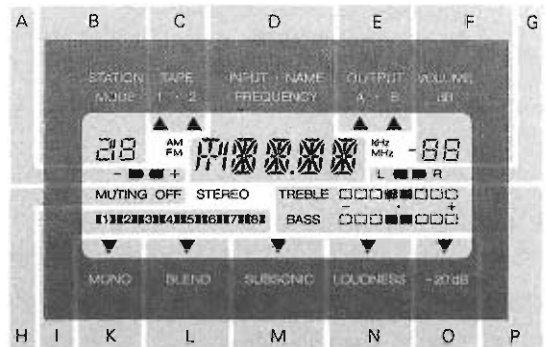 A B C D E F G
STATION TAPE INPUT · NAME OUTPUT VOLUME
MODE 1 · 2 FREQUENCY A · B dB
AM KHz
FM MHz -88
- + L R
MUTING OFF STEREO TREBLE
- · +
1 2 3 4 5 6 7 8 BASS
MONO BLEND SUBSONIC LOUDNESS -20dB
H I K L M N O P